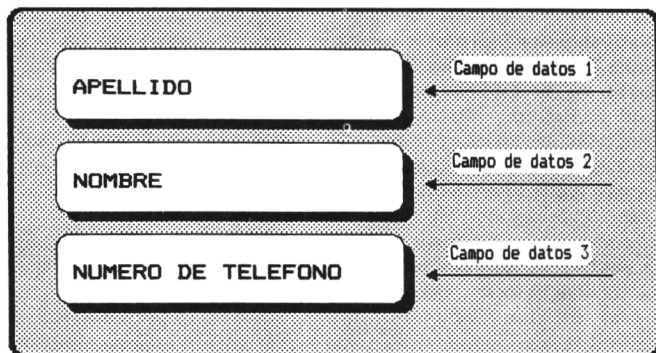 APELLIDO
Campo de datos 1
NOMBRE
Campo de datos 2
NUMERO DE TELEFONO
Campo de datos 3